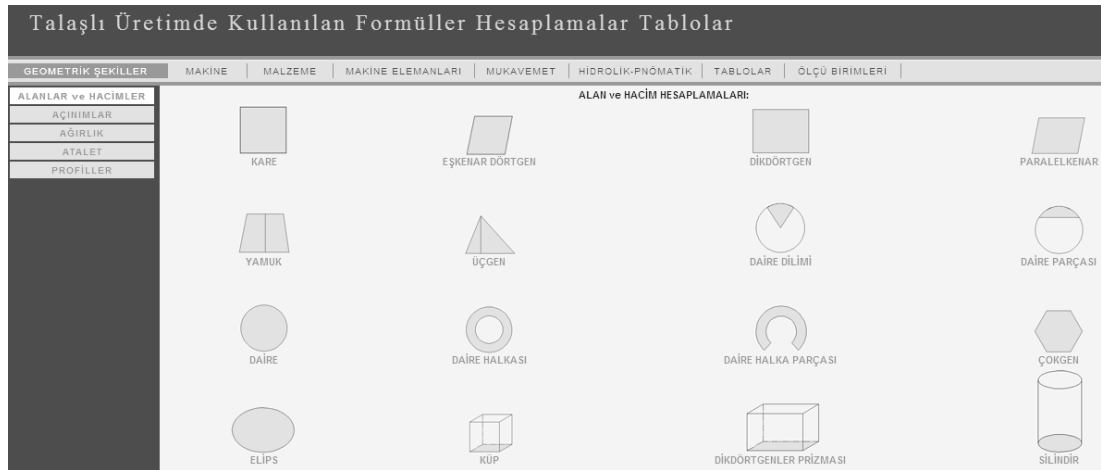 Talaşlı Üretimde Kullanılan Formüller Hesaplamalar Tablolar
GEOMETRİK ŞEKİLLER MAKİNE MALZEME MAKİNE ELEMANLARI MUKAVEMET HİDROLİK-PNÖMATİK TABLOLAR ÖLÇÜ BİRİMLERİ
ALANLAR ve HACİMLER
AÇINIMLAR
AĞIRLIK
ATALET
PROFİLLER
ALAN ve HACİM HESAPLAMALARI:
KARE EŞKENAR DÖRTGEN DİKDÖRTGEN PARALELKENAR
YAMUK ÜÇGEN DAİRE DİLİMİ DAİRE PARÇASI
DAİRE DAİRE HALKASI DAİRE HALKA PARÇASI ÇOKGEN
ELİPS KÜP DİKDÖRTGENLER PRİZMASI SİLİNDİR